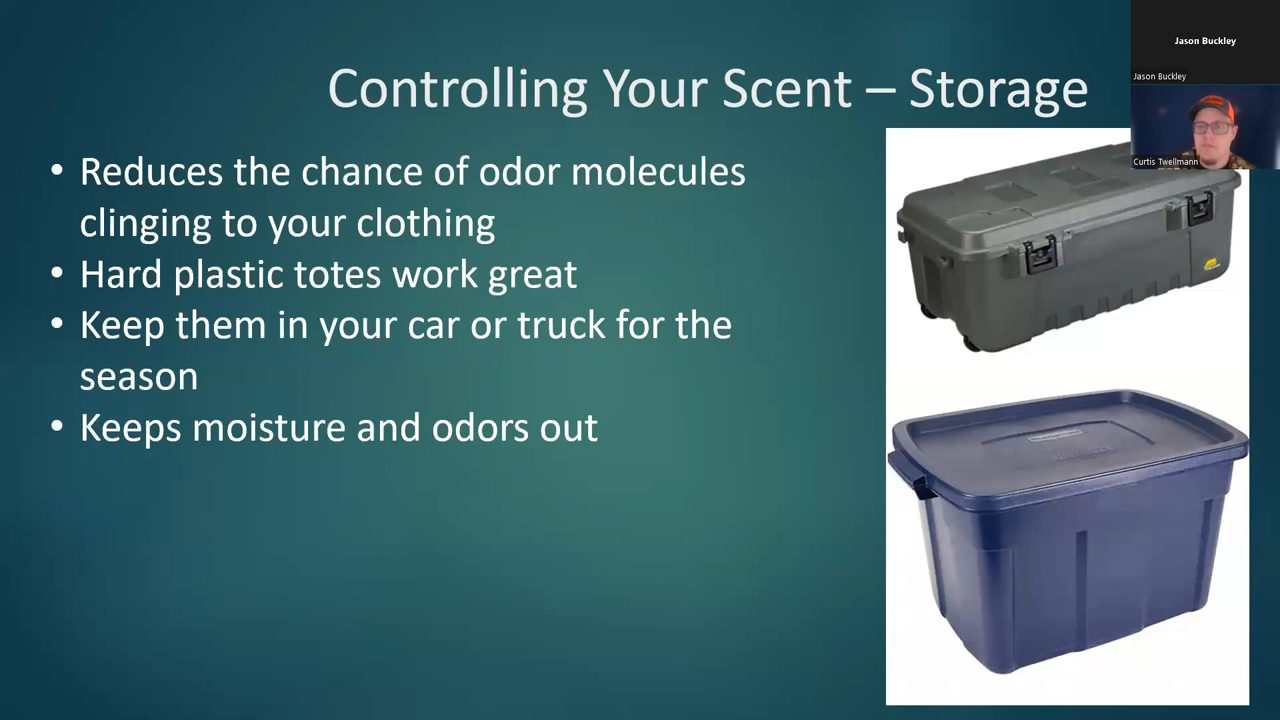 Controlling Your Scent – Storage
Jason Buckley
Jason Buckley
Curtis Twellmann
• Reduces the chance of odor molecules
clinging to your clothing
• Hard plastic totes work great
• Keep them in your car or truck for the
season
• Keeps moisture and odors out